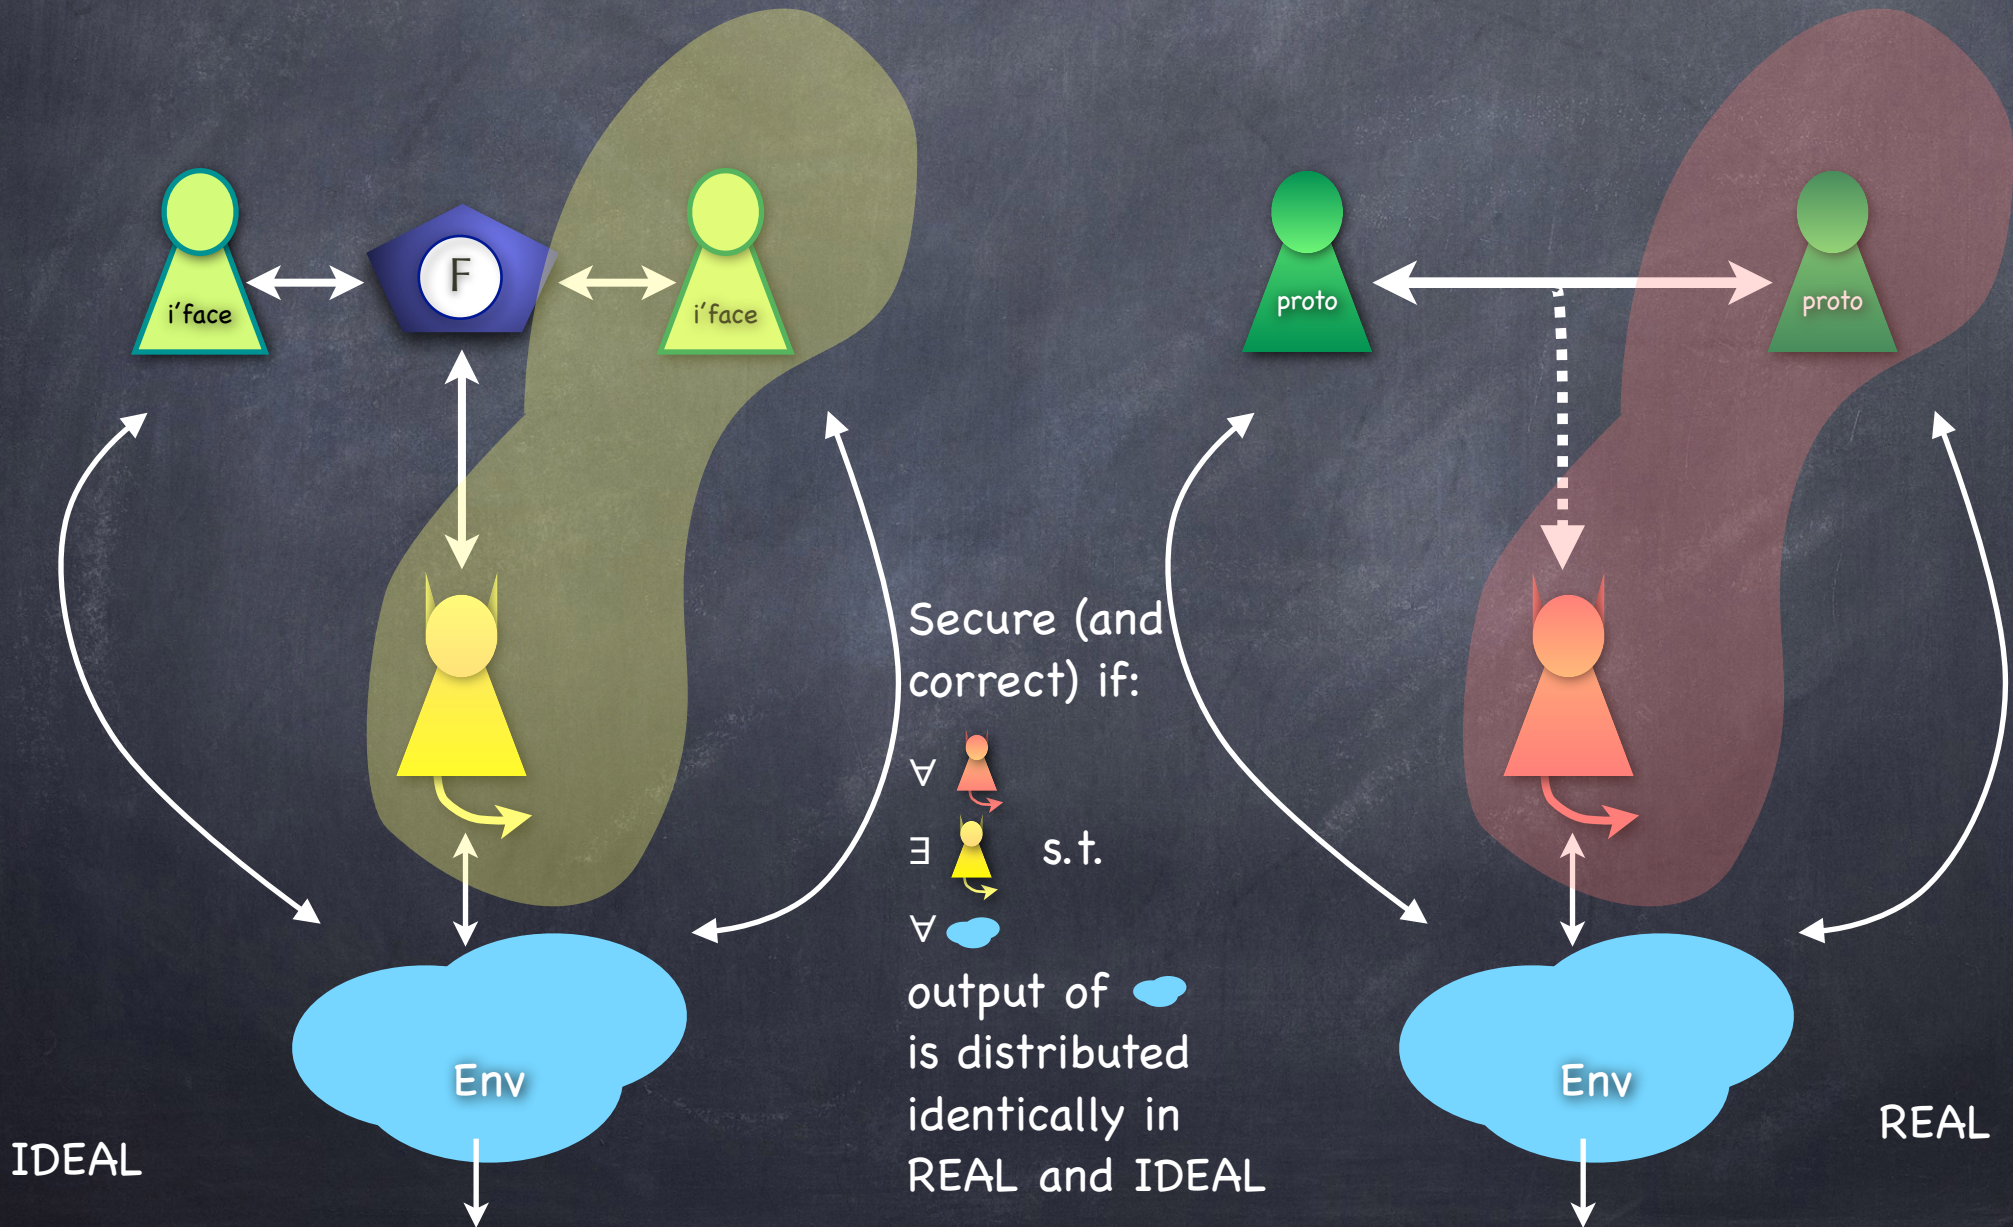 i'face
F
i'face
proto
proto
Secure (and
correct) if:
∀
∃ s.t.
∀
output of
is distributed
identically in
REAL and IDEAL
Env
Env
IDEAL
REAL